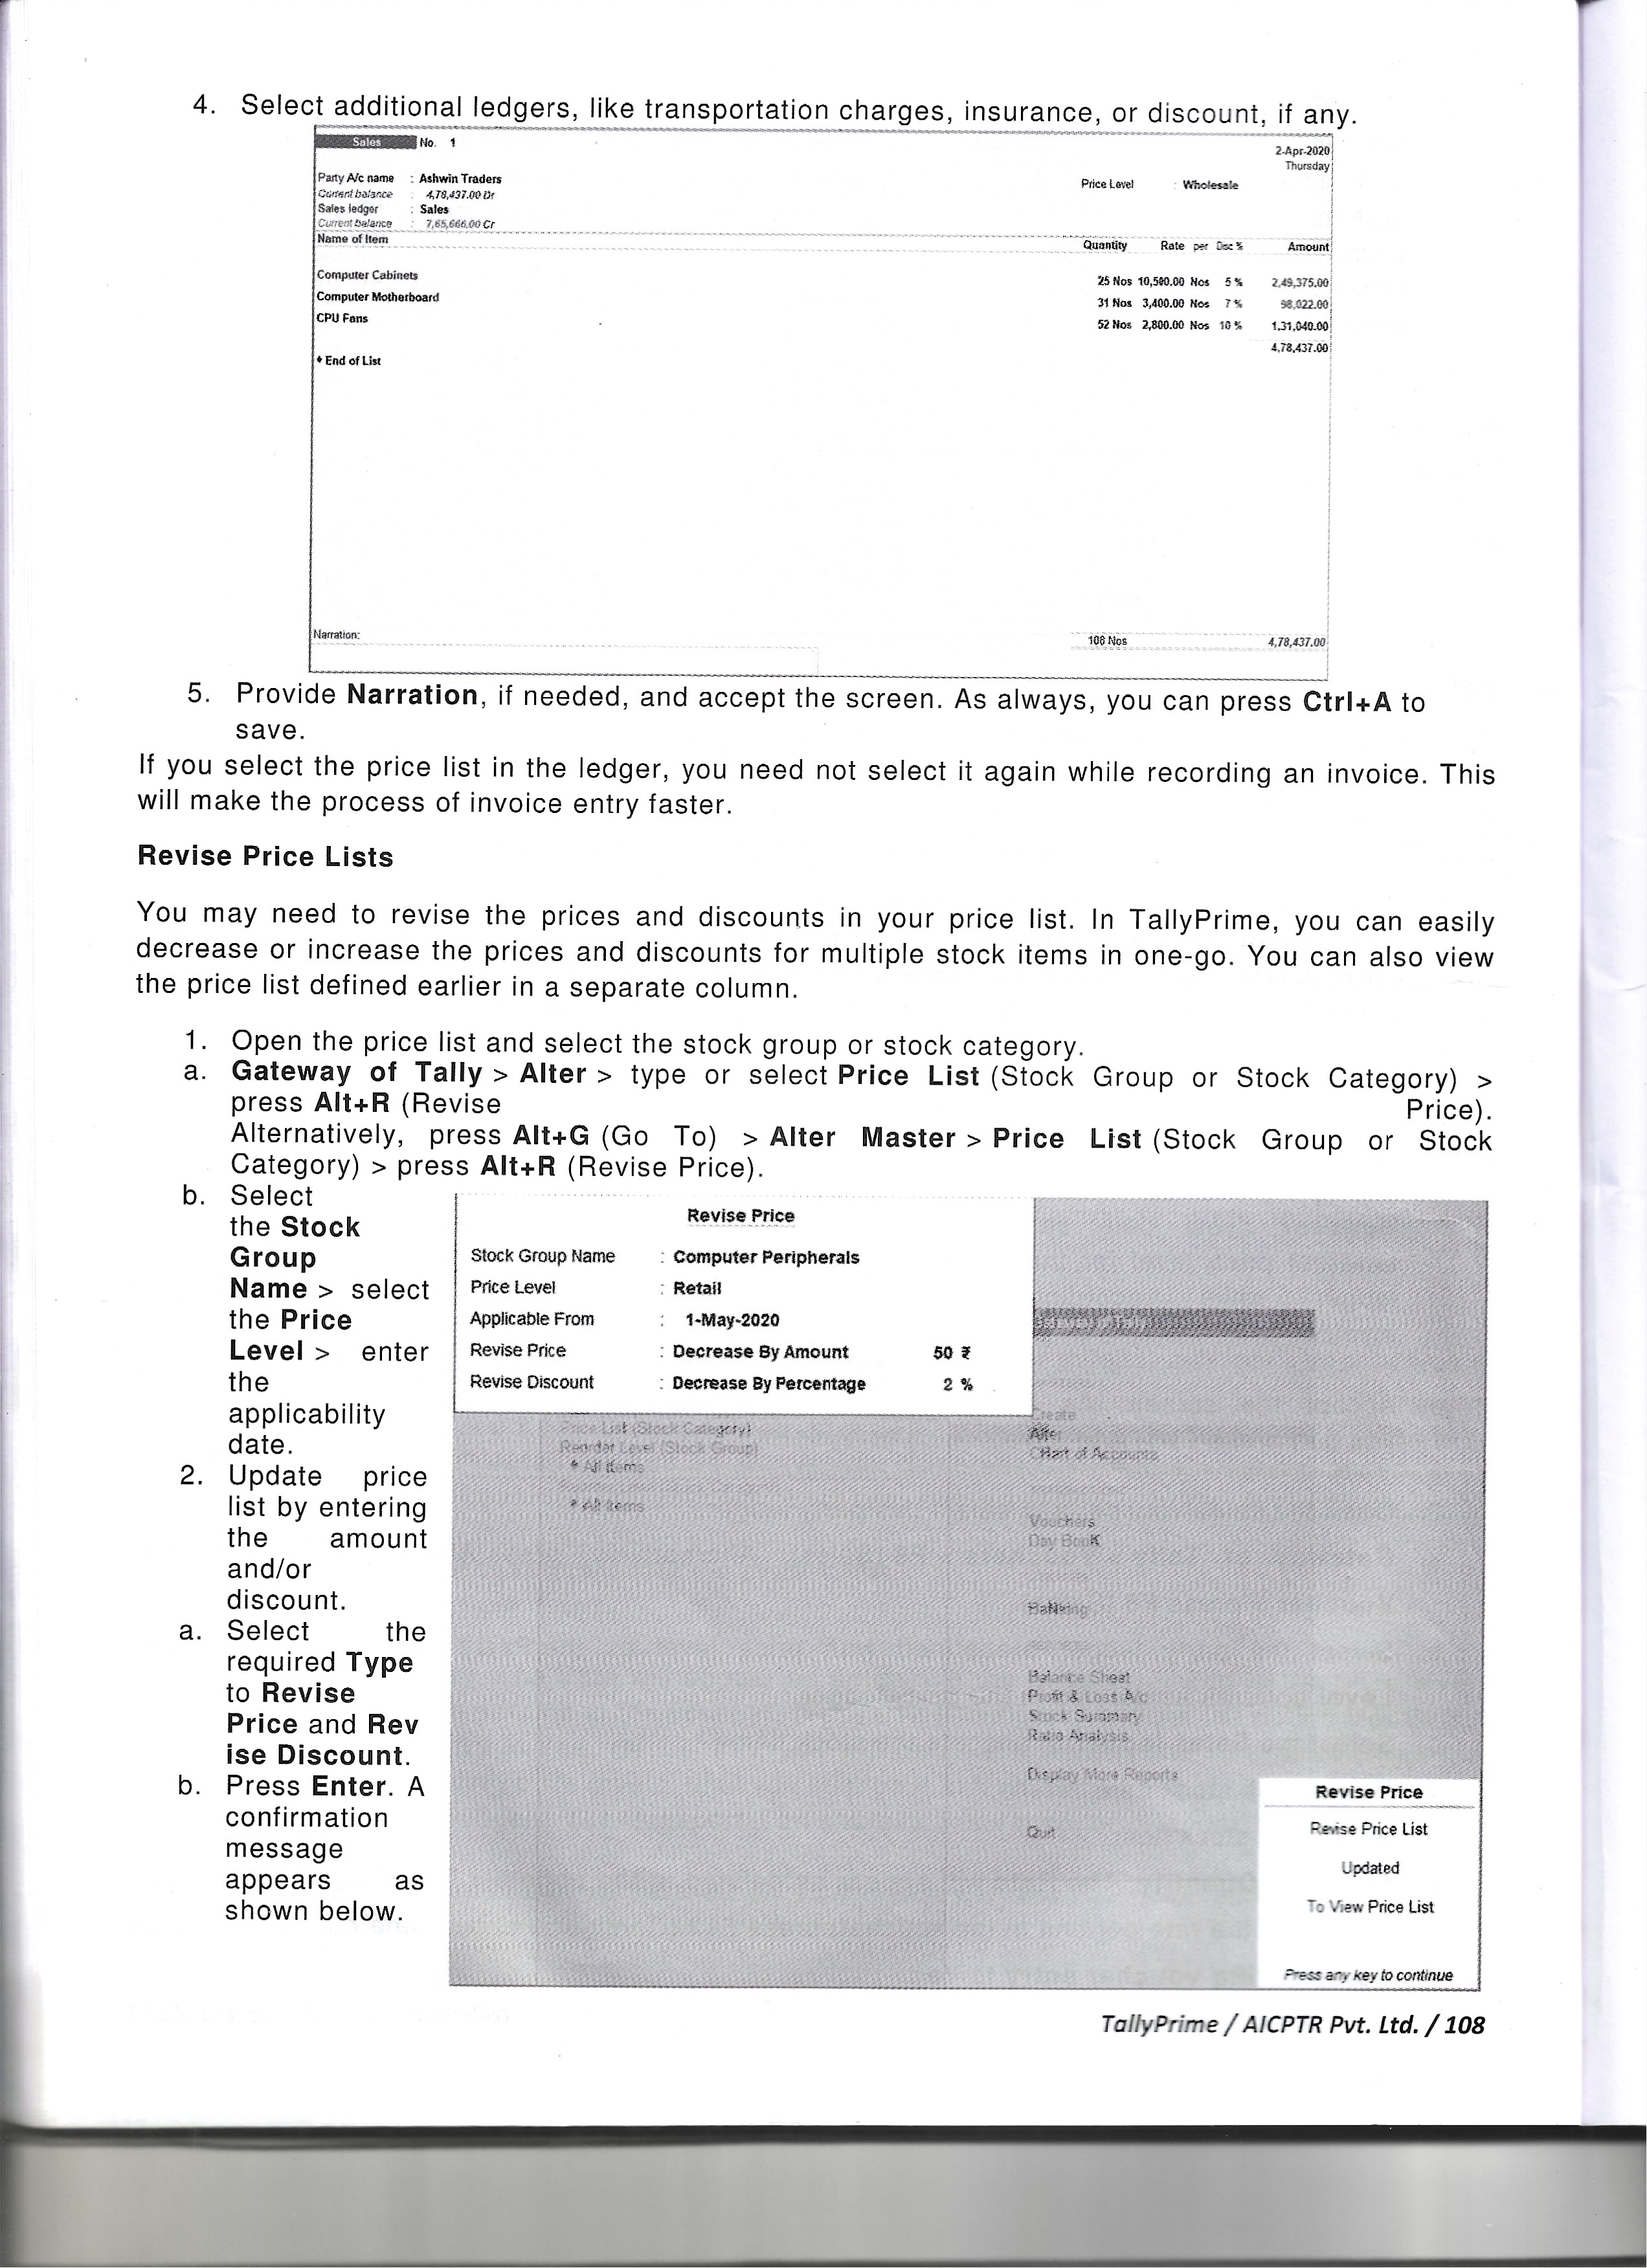 4. Select additional ledgers, like transportation charges, insurance, or discount, if any.
Sales No. 1
2-Apr-2020
Thursday
Party A/c name : Ashwin Traders
Price Level : Wholesale
Current balance : 4,78,437.00 Dr
Sales ledger : Sales
Current balance : 7,65,666.00 Cr
Name of Item Quantity Rate per Disc % Amount
Computer Cabinets 25 Nos 10,500.00 Nos 5 % 2,49,375.00
Computer Motherboard 31 Nos 3,400.00 Nos 7 % 98,022.00
CPU Fans 52 Nos 2,800.00 Nos 10 % 1,31,040.00
4,78,437.00
♦ End of List
Narration: 108 Nos 4,78,437.00
5. Provide Narration, if needed, and accept the screen. As always, you can press Ctrl+A to
save.
If you select the price list in the ledger, you need not select it again while recording an invoice. This
will make the process of invoice entry faster.
Revise Price Lists
You may need to revise the prices and discounts in your price list. In TallyPrime, you can easily
decrease or increase the prices and discounts for multiple stock items in one-go. You can also view
the price list defined earlier in a separate column.
1. Open the price list and select the stock group or stock category.
a. Gateway of Tally > Alter > type or select Price List (Stock Group or Stock Category) >
press Alt+R (Revise Price).
Alternatively, press Alt+G (Go To) > Alter Master > Price List (Stock Group or Stock
Category) > press Alt+R (Revise Price).
b. Select
the Stock
Group
Name > select
the Price
Level > enter
the
applicability
date.
2. Update price
list by entering
the amount
and/or
discount.
a. Select the
required Type
to Revise
Price and Rev
ise Discount.
b. Press Enter. A
confirmation
message
appears as
shown below.
Revise Price
Stock Group Name : Computer Peripherals
Price Level : Retail
Applicable From : 1-May-2020
Revise Price : Decrease By Amount 50 ₹
Revise Discount : Decrease By Percentage 2 %
Price List (Stock Category)
Reorder Level (Stock Group)
♦ All Items
♦ All Items
Create
Alter
CHart of Accounts
Vouchers
Day BooK
BaNking
Balance Sheet
Profit & Loss A/c
Stock Summary
Ratio Analysis
Display More Reports
Quit
Revise Price
Revise Price List
Updated
To View Price List
Press any key to continue
TallyPrime / AICPTR Pvt. Ltd. / 108